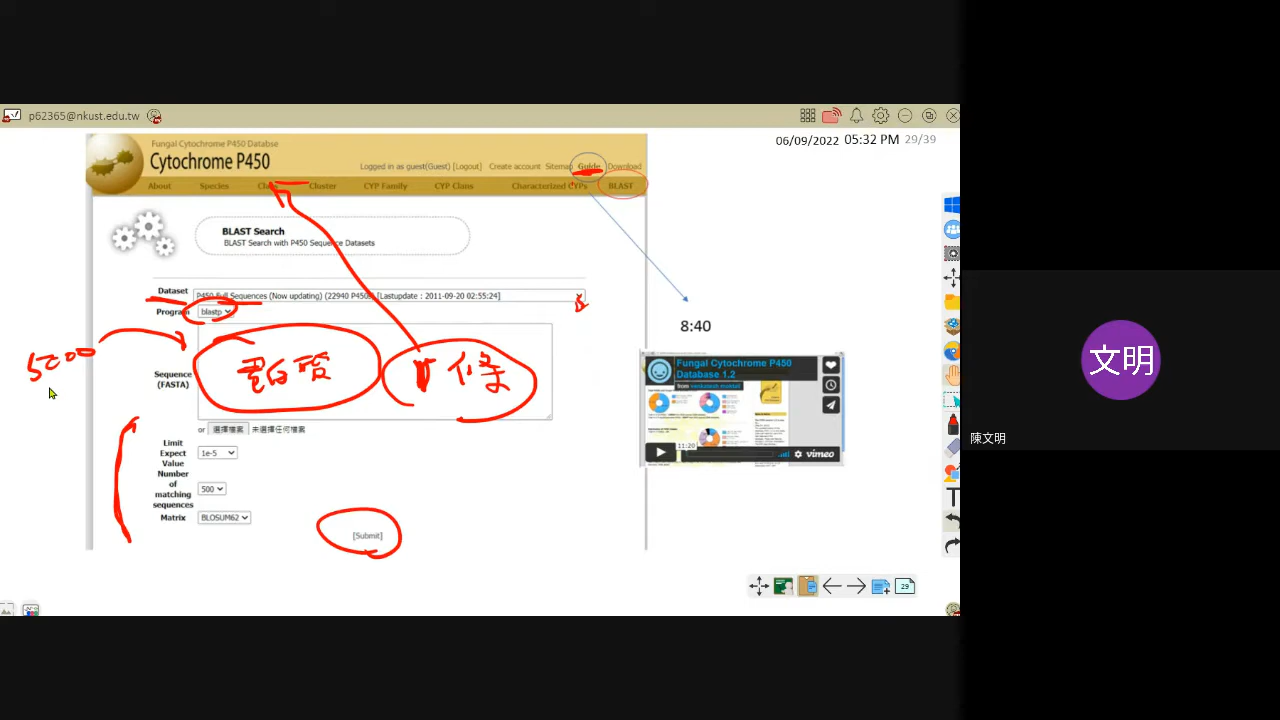 p62365@nkust.edu.tw
06/09/2022 05:32 PM 29/39
Fungal Cytochrome P450 Databse
Cytochrome P450
Logged in as guest(Guest) [Logout] Create account Sitemap Guide Download
About Species Class Cluster CYP Family CYP Clans Characterized CYPs BLAST
BLAST Search
BLAST Search with P450 Sequence Datasets
Dataset P450 Full Sequences (Now updating) (22940 P450s) [Lastupdate : 2011-09-20 02:55:24]
Program blastp
8:40
5000
Sequence
(FASTA)
蛋白質
條
or 選擇檔案 未選擇任何檔案
Limit
Expect
Value
1e-5
Number
of
matching
sequences
500
Matrix BLOSUM62
[Submit]
Fungal Cytochrome P450
Database 1.2
from
11:20
vimeo
29
文明
陳文明